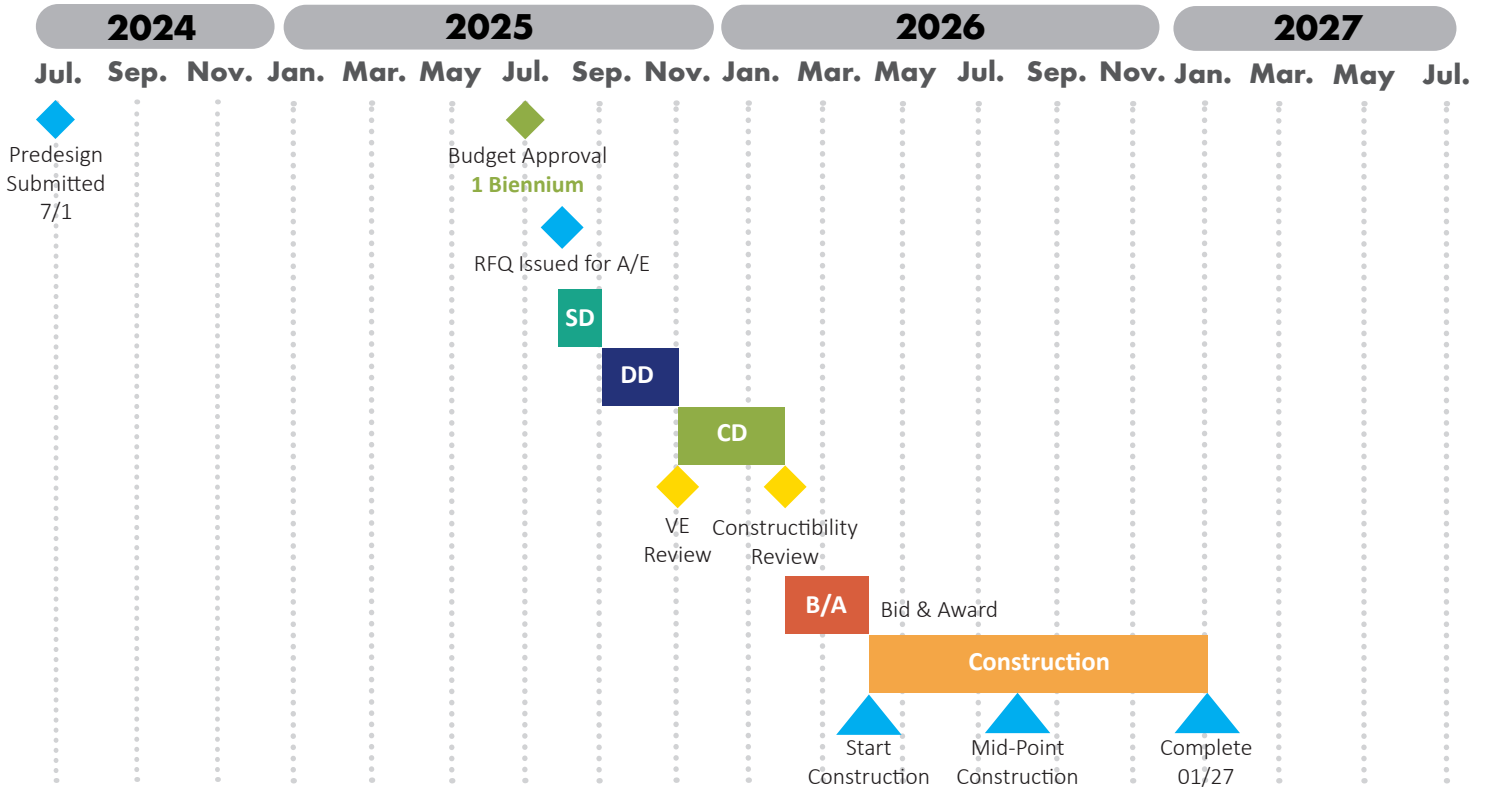 2024 2025 2026 2027
Jul. Sep. Nov. Jan. Mar. May Jul. Sep. Nov. Jan. Mar. May Jul. Sep. Nov. Jan. Mar. May Jul.
Predesign
Submitted
7/1
Budget Approval
1 Biennium
RFQ Issued for A/E
SD
DD
CD
VE
Review
Constructibility
Review
B/A
Bid & Award
Construction
Start
Construction
Mid-Point
Construction
Complete
01/27